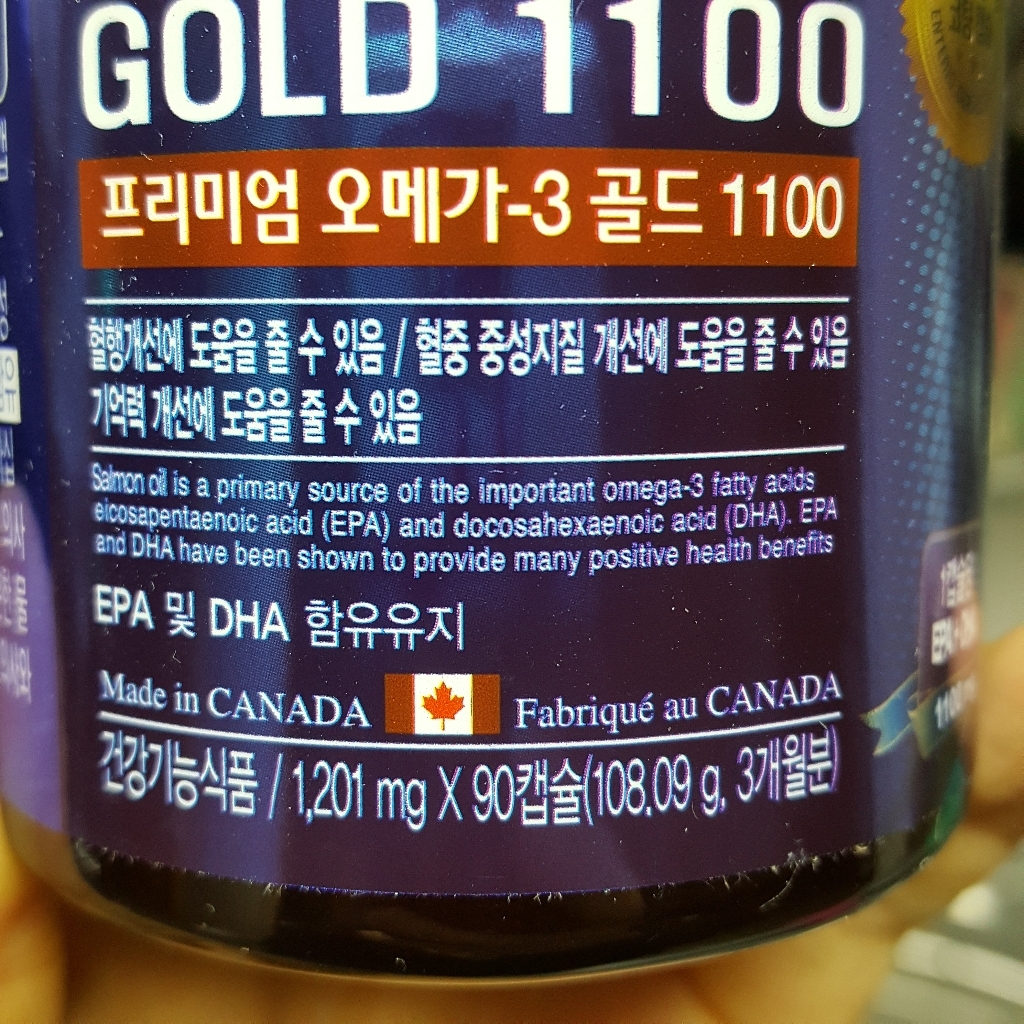 GOLD 1100
프리미엄 오메가-3 골드 1100
혈행개선에 도움을 줄 수 있음 / 혈중 중성지질 개선에 도움을 줄 수 있음
기억력 개선에 도움을 줄 수 있음
Salmon oil is a primary source of the important omega-3 fatty acids
eicosapentaenoic acid (EPA) and docosahexaenoic acid (DHA). EPA
and DHA have been shown to provide many positive health benefits
EPA 및 DHA 함유유지
Made in CANADA Fabriqué au CANADA
건강기능식품 / 1,201 mg X 90캡슐(108.09 g, 3개월분)
1캡슐
EPA+
1100